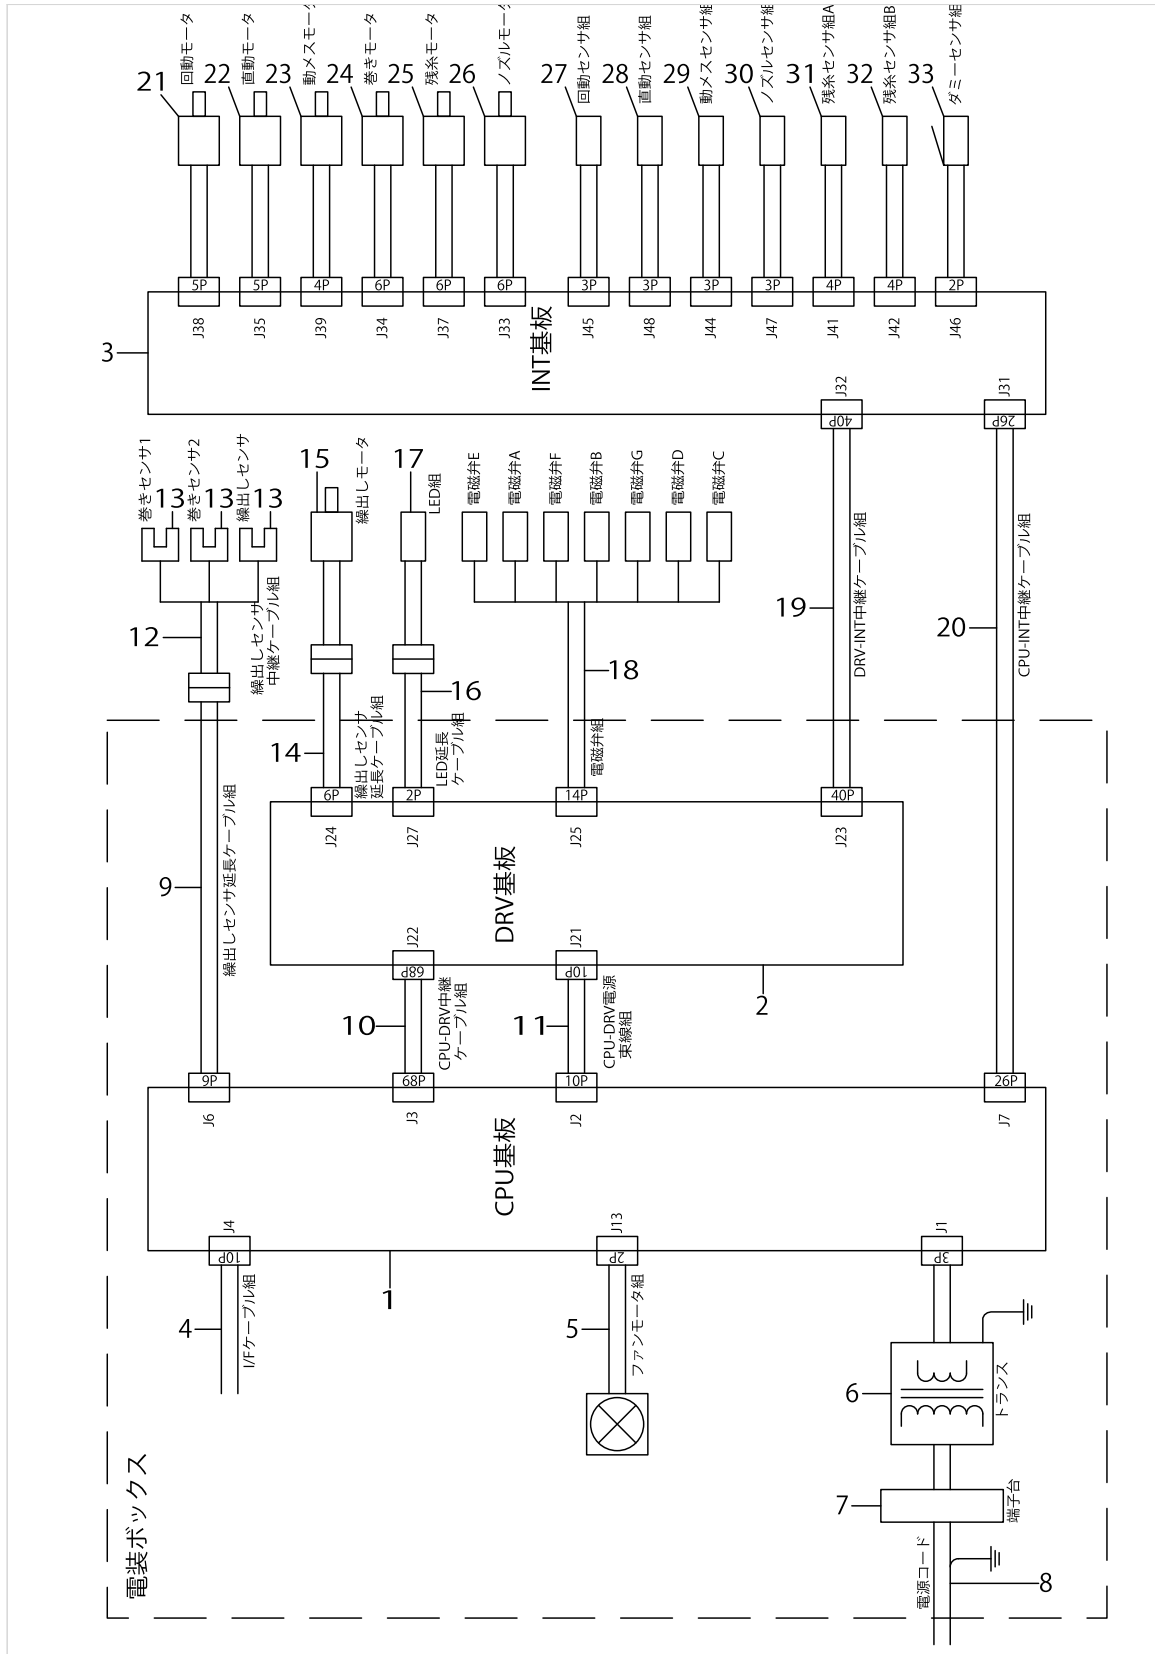 回動モータ
直動モータ
動メスモータ
巻きモータ
残糸モータ
ノズルモータ
回動センサ組
直動センサ組
動メスセンサ組
ノズルセンサ組
残糸センサ組A
残糸センサ組B
ダミーセンサ組
21
22
23
24
25
26
27
28
29
30
31
32
33
5P
5P
4P
6P
6P
6P
3P
3P
3P
3P
4P
4P
2P
J38
J35
J39
J34
J37
J33
J45
J48
J44
J47
J41
J42
J46
INT基板
3
J32
J31
40P
26P
巻きセンサ1
巻きセンサ2
繰出しセンサ
13
13
13
15
繰出しモータ
17
LED組
電磁弁E
電磁弁A
電磁弁F
電磁弁B
電磁弁G
電磁弁D
電磁弁C
12
繰出しセンサ
中継ケーブル組
19
DRV-INT中継ケーブル組
20
CPU-INT中継ケーブル組
18
16
14
繰出しセンサ
延長ケーブル組
LED延長
ケーブル組
電磁弁組
6P
2P
14P
40P
J24
J27
J25
J23
9
繰出しセンサ延長ケーブル組
DRV基板
J22
J21
68P
10P
2
10
CPU-DRV中継
ケーブル組
11
CPU-DRV電源
束線組
9P
68P
10P
26P
J6
J3
J2
J7
CPU基板
J4
J13
J1
10P
2P
3P
1
4
I/Fケーブル組
5
ファンモータ組
6
トランス
7
端子台
電源コード
8
電装ボックス